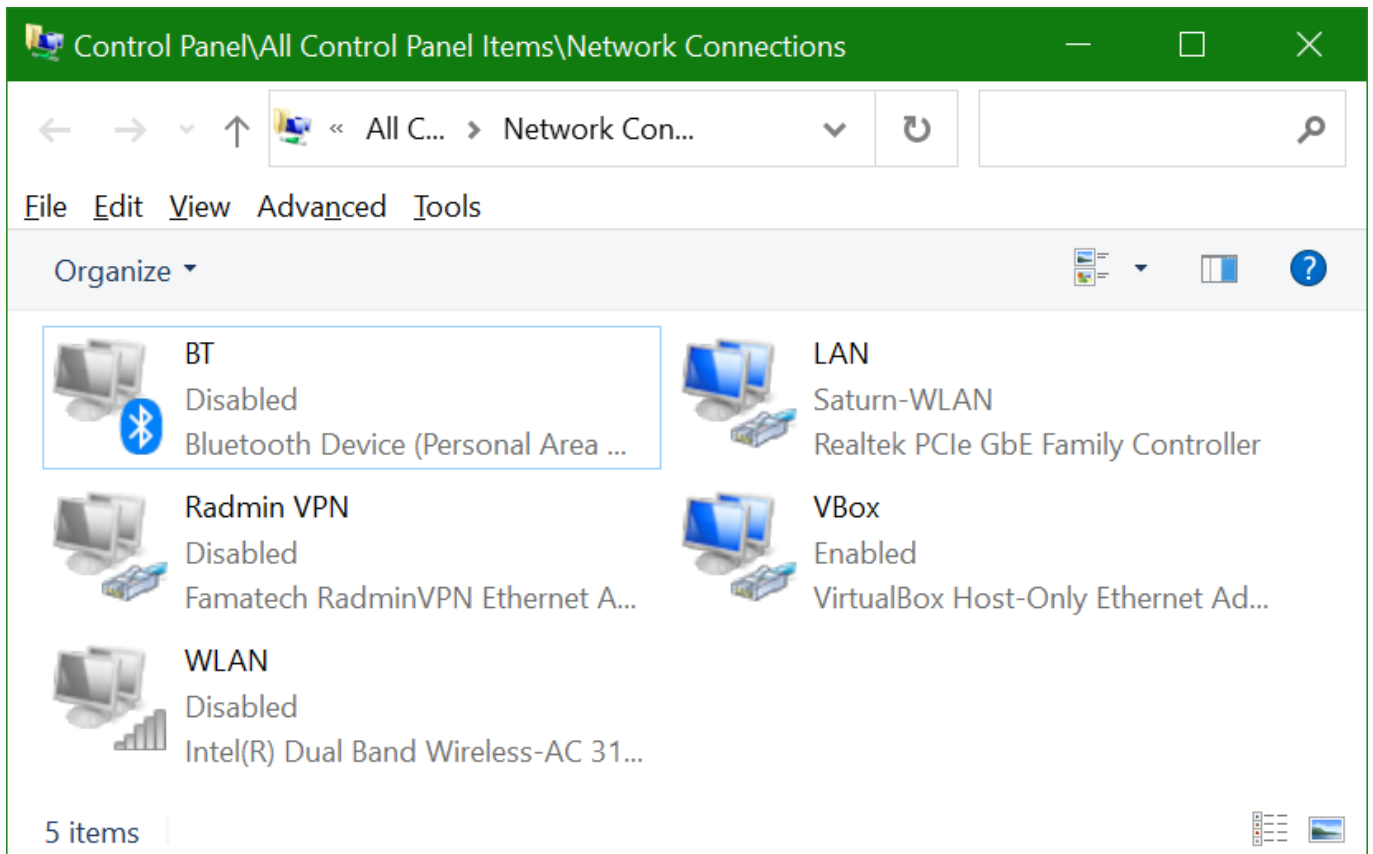 Control Panel\All Control Panel Items\Network Connections
« All C... > Network Con...
File Edit View Advanced Tools
Organize
BT
Disabled
Bluetooth Device (Personal Area ...
LAN
Saturn-WLAN
Realtek PCIe GbE Family Controller
Radmin VPN
Disabled
Famatech RadminVPN Ethernet A...
VBox
Enabled
VirtualBox Host-Only Ethernet Ad...
WLAN
Disabled
Intel(R) Dual Band Wireless-AC 31...
5 items